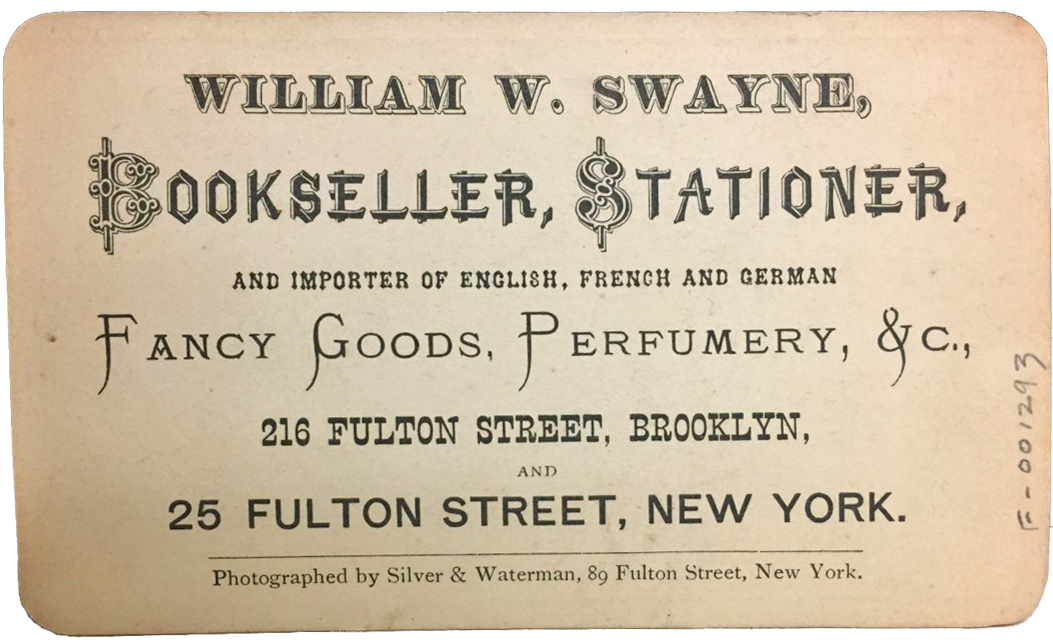 WILLIAM W. SWAYNE,
BOOKSELLER, STATIONER,
AND IMPORTER OF ENGLISH, FRENCH AND GERMAN
FANCY GOODS, PERFUMERY, &C.,
216 FULTON STREET, BROOKLYN,
AND
25 FULTON STREET, NEW YORK.
Photographed by Silver & Waterman, 89 Fulton Street, New York.
F-001293